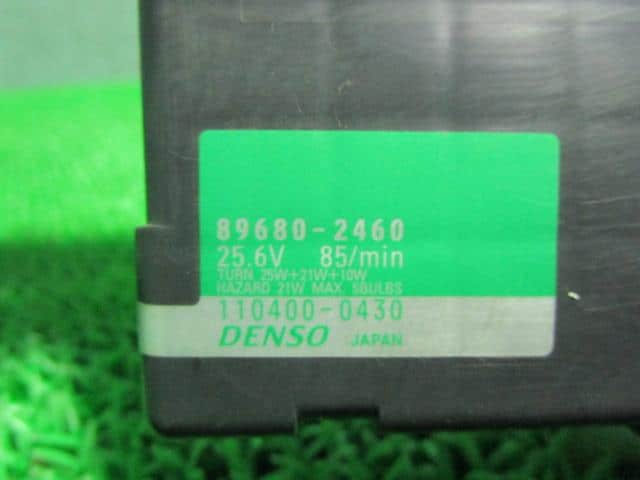 89680-2460
25.6V 85/min
TURN 25W+21W+10W
HAZARD 21W MAX. 5BULBS
110400-0430
DENSO JAPAN